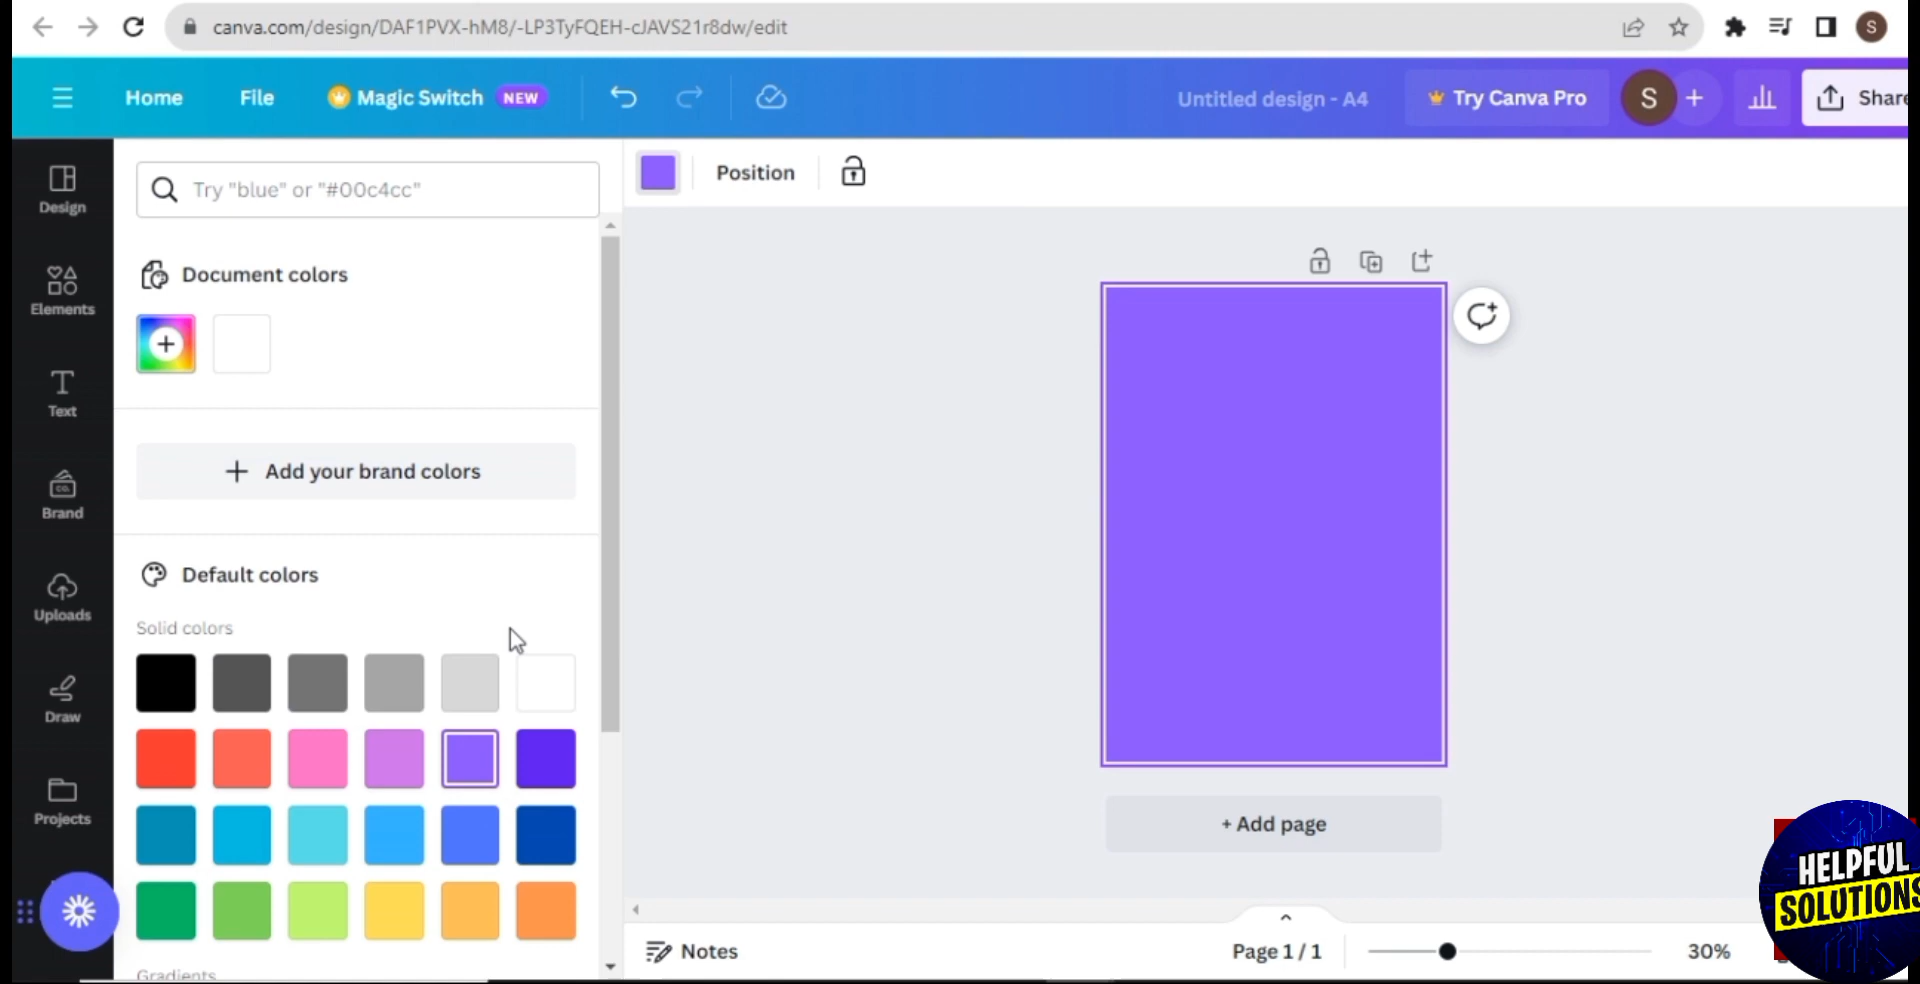 canva.com/design/DAF1PVX-hM8/-LP3TyFQEH-cJAVS21r8dw/edit
S
Home
File
Magic Switch
NEW
Untitled design - A4
Try Canva Pro
S
+
Share
Design
Elements
Text
CO.
Brand
Uploads
Draw
Projects
Try "blue" or "#00c4cc"
Document colors
+ Add your brand colors
Default colors
Solid colors
Gradients
Position
+ Add page
Notes
Page 1 / 1
30%
HELPFUL
SOLUTIONS